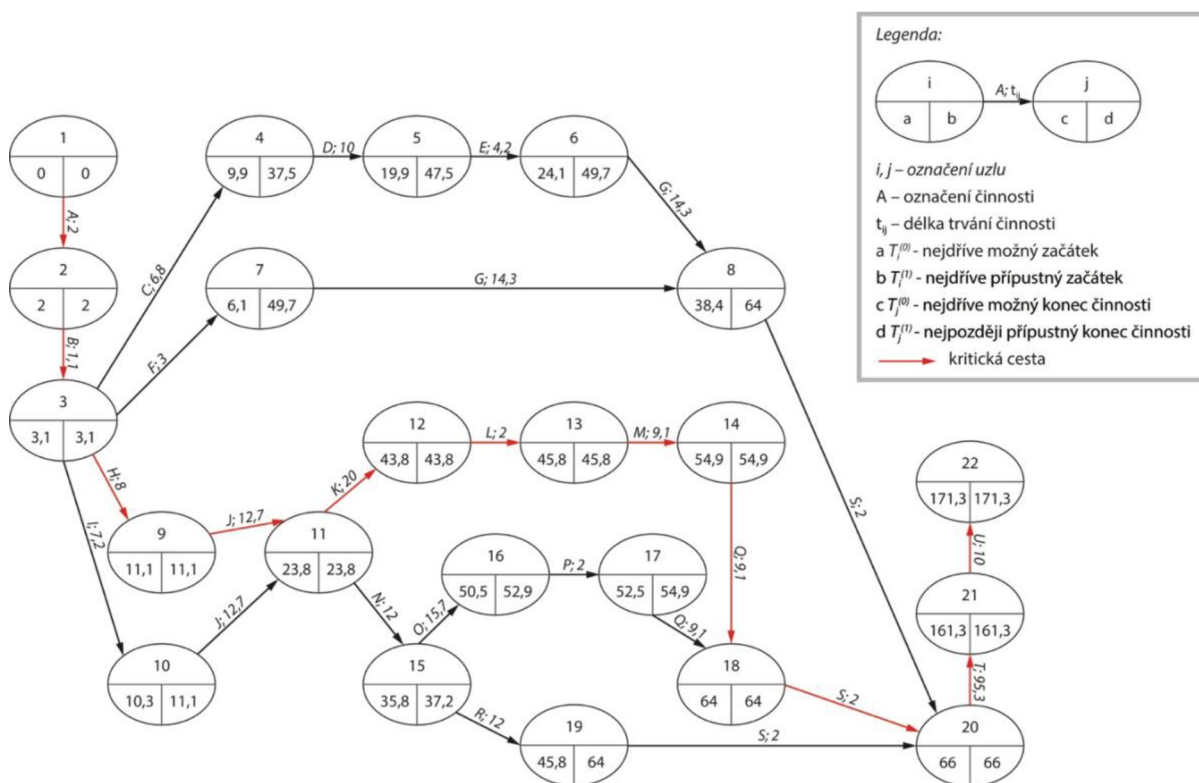 Legenda:
i
j
A; tij
a
b
c
d
i, j – označení uzlu
A – označení činnosti
tij – délka trvání činnosti
a Ti(0) - nejdříve možný začátek
b Ti(1) - nejdříve přípustný začátek
c Tj(0) - nejdříve možný konec činnosti
d Tj(1) - nejpozději přípustný konec činnosti
kritická cesta
1
0
0
A; 2
2
2
2
B; 1,1
3
3,1
3,1
C; 6,8
F; 3
H; 8
I; 7,2
4
9,9
37,5
D; 10
5
19,9
47,5
E; 4,2
6
24,1
49,7
G; 14,3
7
6,1
49,7
G; 14,3
8
38,4
64
S; 2
9
11,1
11,1
J; 12,7
10
10,3
11,1
J; 12,7
11
23,8
23,8
K; 20
N; 12
12
43,8
43,8
L; 2
13
45,8
45,8
M; 9,1
14
54,9
54,9
Q; 9,1
15
35,8
37,2
O; 15,7
R; 12
16
50,5
52,9
P; 2
17
52,5
54,9
Q; 9,1
18
64
64
S; 2
19
45,8
64
S; 2
20
66
66
T; 95,3
21
161,3
161,3
U; 10
22
171,3
171,3